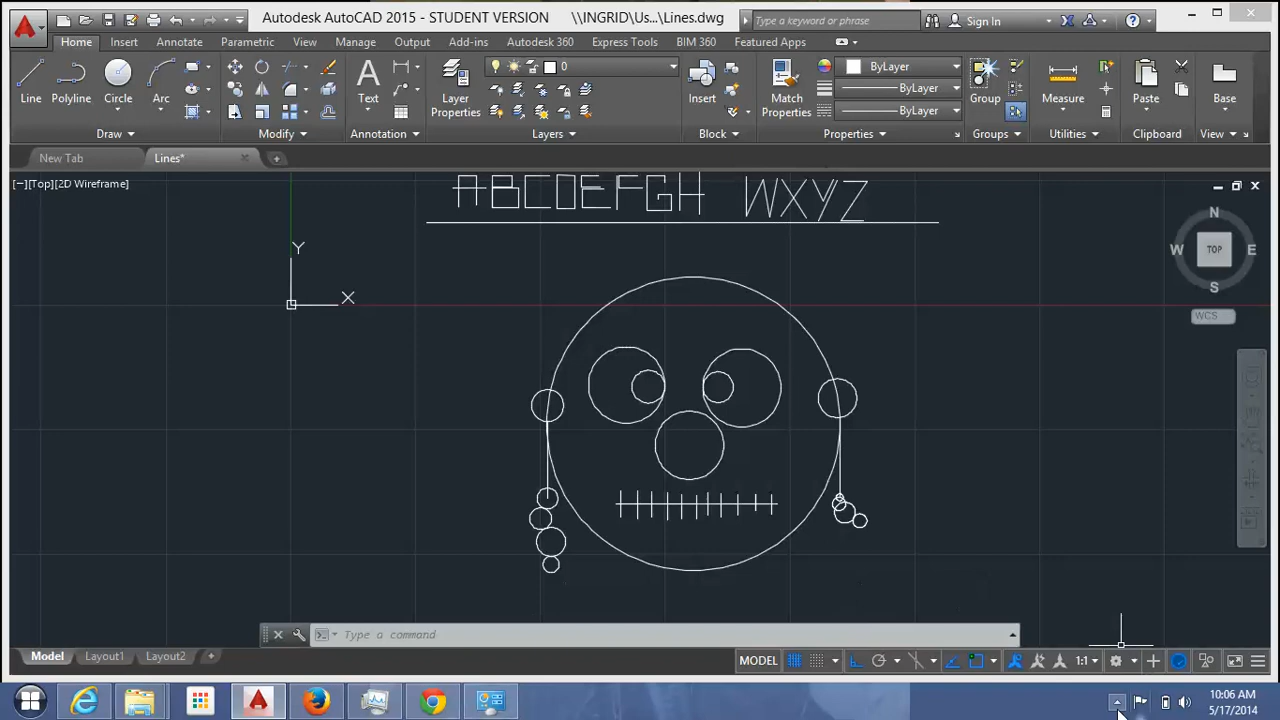 Autodesk AutoCAD 2015 - STUDENT VERSION \\INGRID\Us...\Lines.dwg
Type a keyword or phrase
Sign In
Home Insert Annotate Parametric View Manage Output Add-ins Autodesk 360 Express Tools BIM 360 Featured Apps
0
ByLayer
ByLayer
ByLayer
Line Polyline Circle Arc Text Layer Properties Insert Match Properties Group Measure Paste Base
Draw Modify Annotation Layers Block Properties Groups Utilities Clipboard View
New Tab Lines*
[−][Top][2D Wireframe]
ABCDEFGH WXYZ
Y
X
N
W TOP E
S
WCS
Type a command
Model Layout1 Layout2 +
MODEL 1:1
10:06 AM
5/17/2014